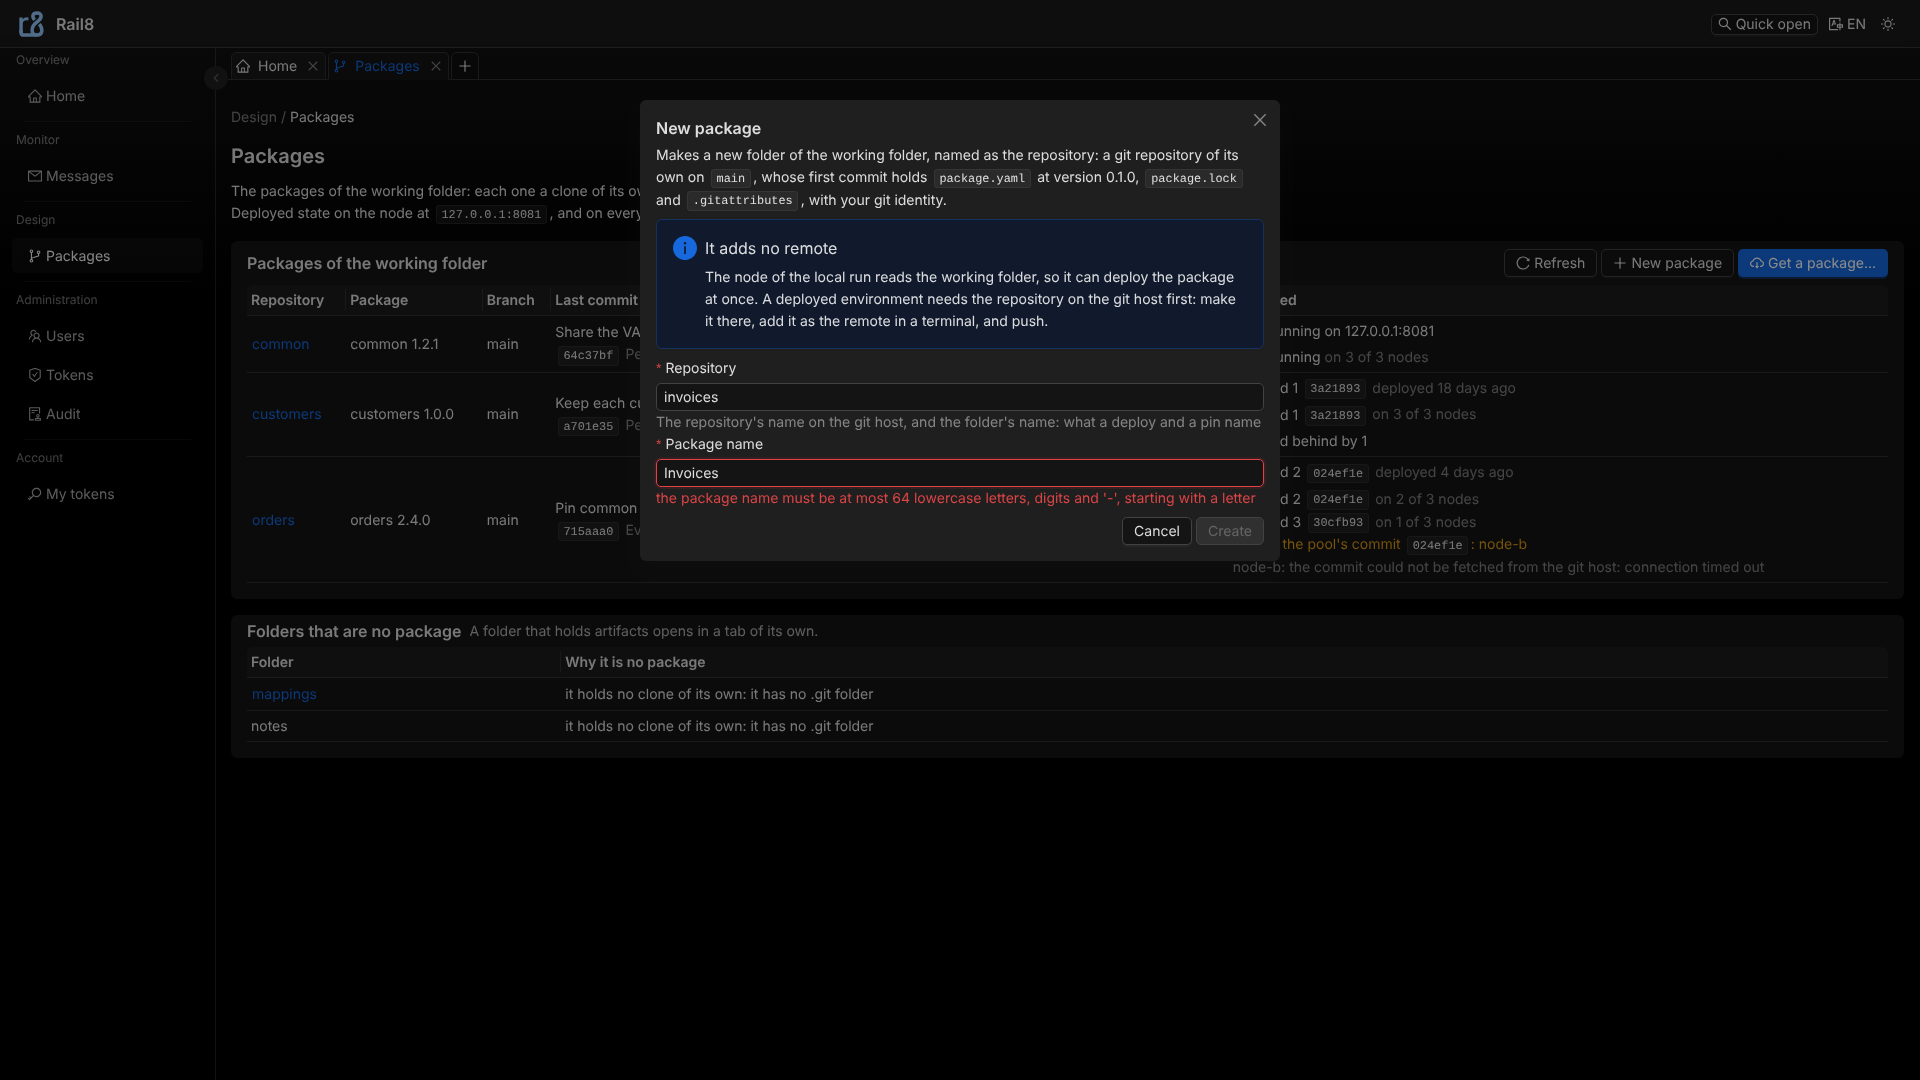 Rail8
Quick open
EN
Overview
Home
Monitor
Messages
Design
Packages
Administration
Users
Tokens
Audit
Account
My tokens
Home
Packages
Design / Packages
Packages
The packages of the working folder: each one a clone of its
Deployed state on the node at 127.0.0.1:8081, and on every
Packages of the working folder
Refresh
New package
Get a package...
Repository Package Branch Last commit
common common 1.2.1 main Share the
64c37bf
running on 127.0.0.1:8081
running on 3 of 3 nodes
customers customers 1.0.0 main Keep each
a701e35
1 3a21893 deployed 18 days ago
1 3a21893 on 3 of 3 nodes
behind by 1
orders orders 2.4.0 main Pin common
715aaa0
2 024ef1e deployed 4 days ago
2 024ef1e on 2 of 3 nodes
3 30cfb93 on 1 of 3 nodes
the pool's commit 024ef1e: node-b
node-b: the commit could not be fetched from the git host: connection timed out
Folders that are no package A folder that holds artifacts opens in a tab of its own.
Folder Why it is no package
mappings it holds no clone of its own: it has no .git folder
notes it holds no clone of its own: it has no .git folder
New package
Makes a new folder of the working folder, named as the repository: a git repository of its
own on main, whose first commit holds package.yaml at version 0.1.0, package.lock
and .gitattributes, with your git identity.
It adds no remote
The node of the local run reads the working folder, so it can deploy the package
at once. A deployed environment needs the repository on the git host first: make
it there, add it as the remote in a terminal, and push.
* Repository
invoices
The repository's name on the git host, and the folder's name: what a deploy and a pin name
* Package name
Invoices
the package name must be at most 64 lowercase letters, digits and '-', starting with a letter
Cancel
Create